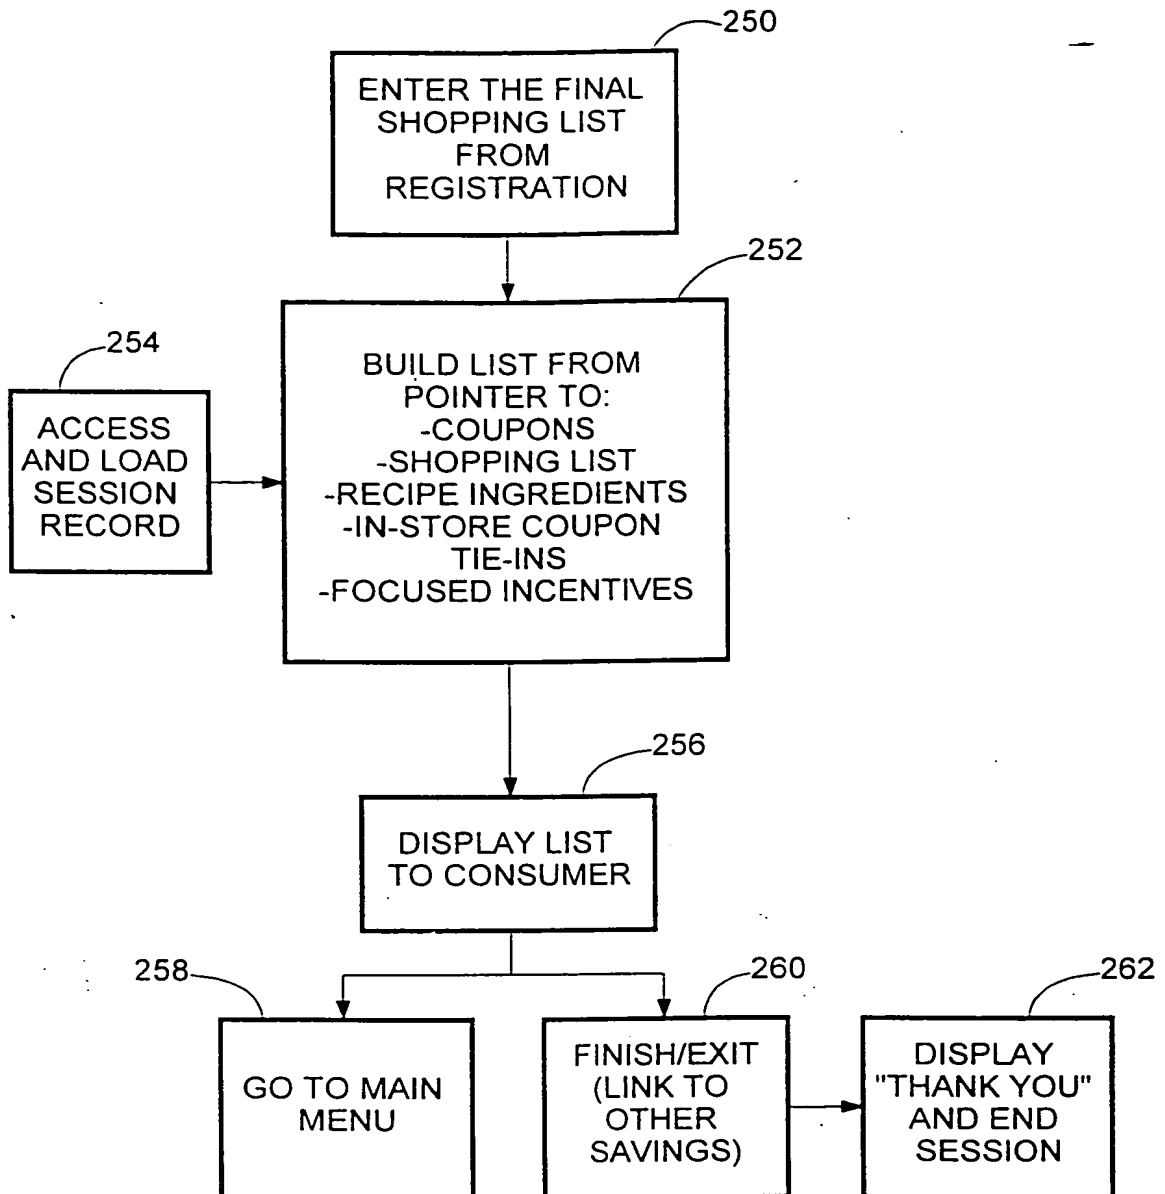 250
ENTER THE FINAL
SHOPPING LIST
FROM
REGISTRATION
252
BUILD LIST FROM
POINTER TO:
-COUPONS
-SHOPPING LIST
-RECIPE INGREDIENTS
-IN-STORE COUPON
TIE-INS
-FOCUSED INCENTIVES
254
ACCESS
AND LOAD
SESSION
RECORD
256
DISPLAY LIST
TO CONSUMER
258
GO TO MAIN
MENU
260
FINISH/EXIT
(LINK TO
OTHER
SAVINGS)
262
DISPLAY
"THANK YOU"
AND END
SESSION